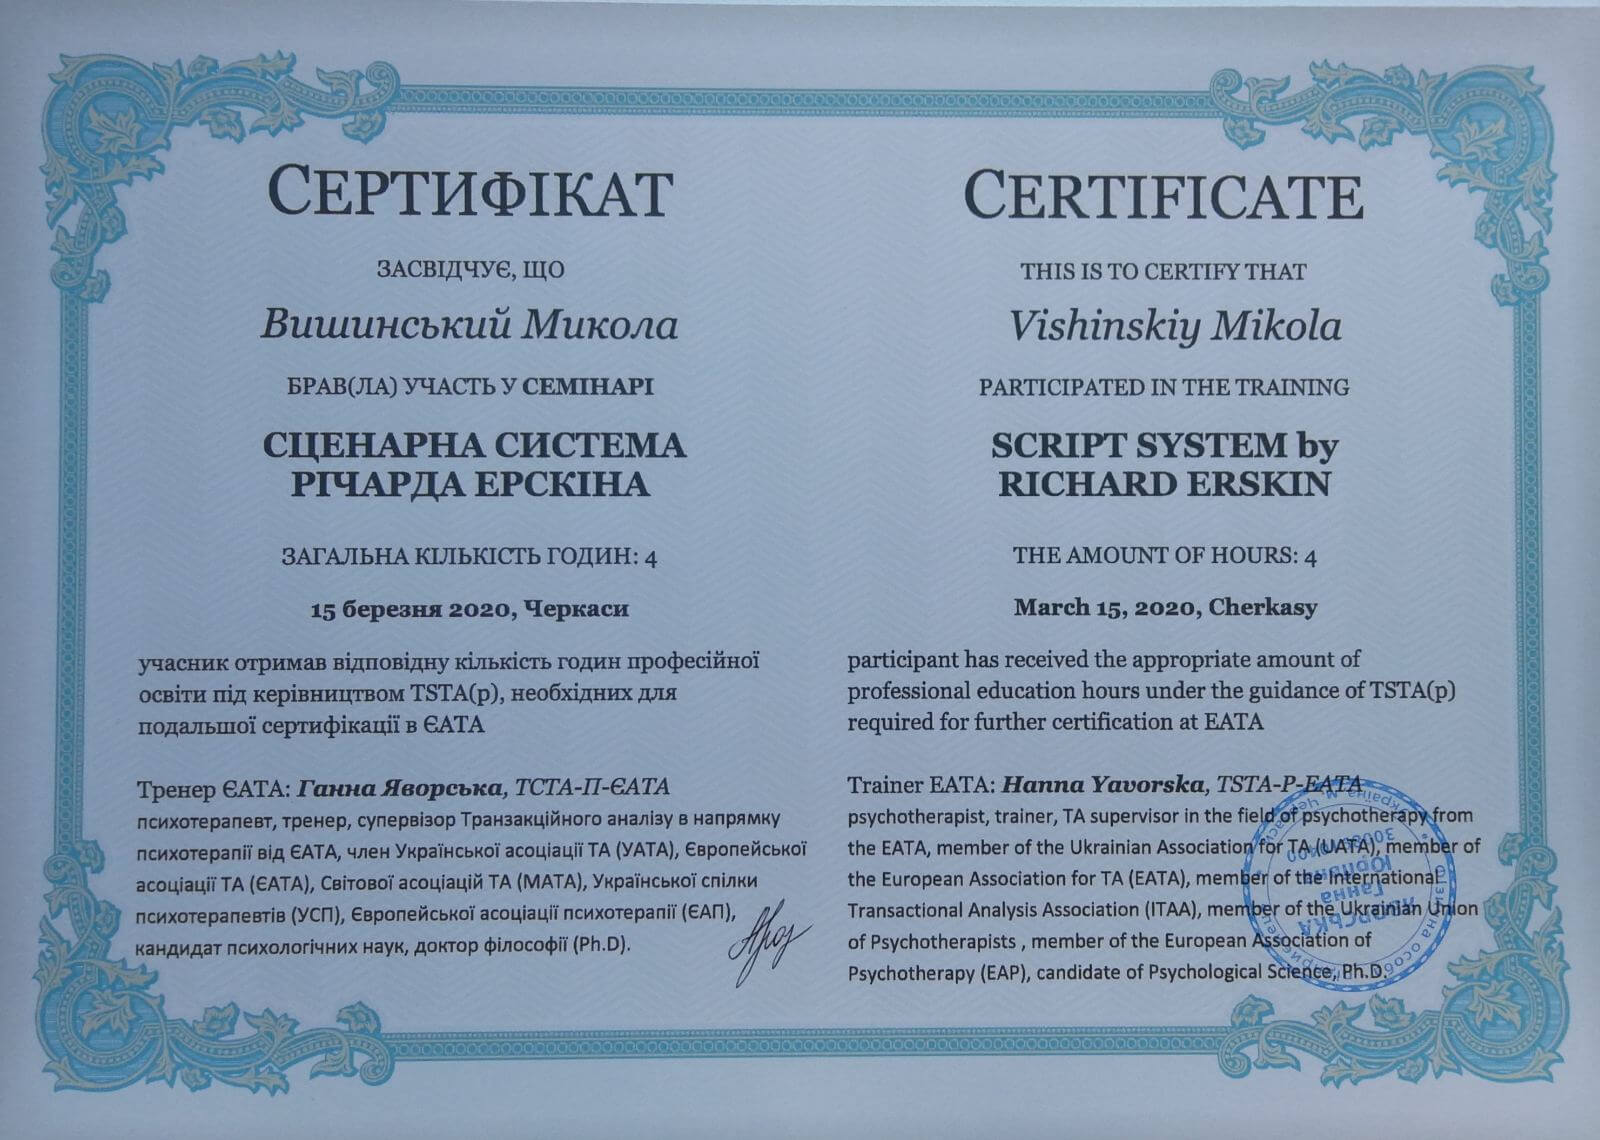 СЕРТИФІКАТ
ЗАСВІДЧУЄ, ЩО
Вишинський Микола
БРАВ(ЛА) УЧАСТЬ У СЕМІНАРІ
СЦЕНАРНА СИСТЕМА
РІЧАРДА ЕРСКІНА
ЗАГАЛЬНА КІЛЬКІСТЬ ГОДИН: 4
15 березня 2020, Черкаси
учасник отримав відповідну кількість годин професійної
освіти під керівництвом TSTA(p), необхідних для
подальшої сертифікації в ЄАТА
Тренер ЄАТА: Ганна Яворська, ТСТА-П-ЄАТА
психотерапевт, тренер, супервізор Транзакційного аналізу в напрямку
психотерапії від ЄАТА, член Української асоціації ТА (УАТА), Європейської
асоціації ТА (ЄАТА), Світової асоціацій ТА (МАТА), Української спілки
психотерапевтів (УСП), Європейської асоціації психотерапії (ЄАП),
кандидат психологічних наук, доктор філософії (Ph.D).
CERTIFICATE
THIS IS TO CERTIFY THAT
Vishinskiy Mikola
PARTICIPATED IN THE TRAINING
SCRIPT SYSTEM by
RICHARD ERSKIN
THE AMOUNT OF HOURS: 4
March 15, 2020, Cherkasy
participant has received the appropriate amount of
professional education hours under the guidance of TSTA(p)
required for further certification at EATA
Trainer EATA: Hanna Yavorska, TSTA-P-EATA
psychotherapist, trainer, TA supervisor in the field of psychotherapy from
the EATA, member of the Ukrainian Association for TA (UATA), member of
the European Association for TA (EATA), member of the International
Transactional Analysis Association (ITAA), member of the Ukrainian Union
of Psychotherapists , member of the European Association of
Psychotherapy (EAP), candidate of Psychological Science, Ph.D.
ЯВОРСЬКА
Ганна
Юріївна